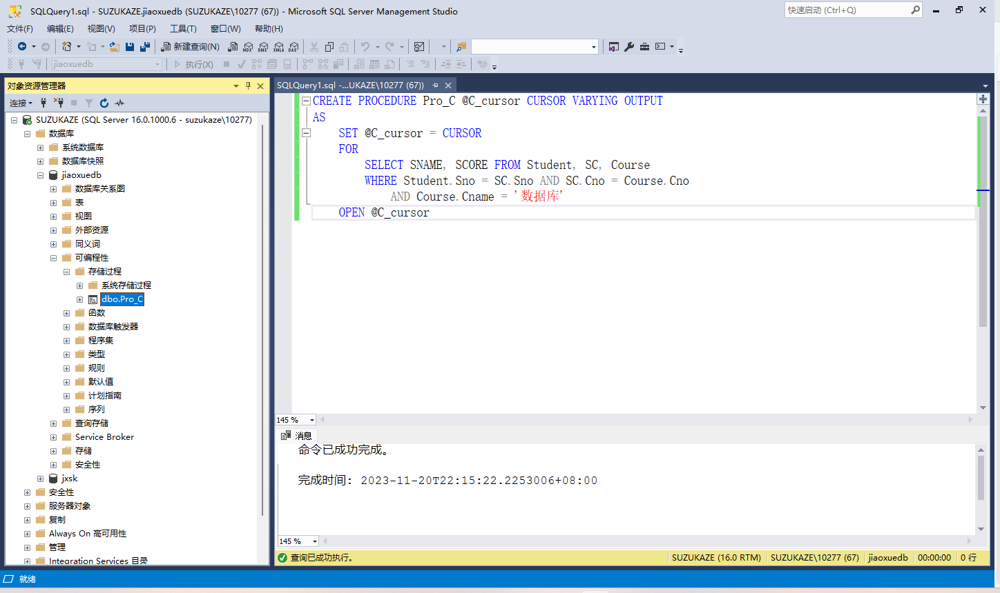 SQLQuery1.sql - SUZUKAZE.jiaoxuedb (SUZUKAZE\10277 (67)) - Microsoft SQL Server Management Studio
快速启动 (Ctrl+Q)
文件(F) 编辑(E) 视图(V) 项目(P) 工具(T) 窗口(W) 帮助(H)
新建查询(N) MDX DMX XMLA DAX
jiaoxuedb 执行(X)
对象资源管理器
连接
SUZUKAZE (SQL Server 16.0.1000.6 - suzukaze\10277)
数据库
系统数据库
数据库快照
jiaoxuedb
数据库关系图
表
视图
外部资源
同义词
可编程性
存储过程
系统存储过程
dbo.Pro_C
函数
数据库触发器
程序集
类型
规则
默认值
计划指南
序列
查询存储
Service Broker
存储
安全性
jxsk
安全性
服务器对象
复制
Always On 高可用性
管理
Integration Services 目录
SQLQuery1.sql -...UKAZE\10277 (67))
CREATE PROCEDURE Pro_C @C_cursor CURSOR VARYING OUTPUT
AS
SET @C_cursor = CURSOR
FOR
SELECT SNAME, SCORE FROM Student, SC, Course
WHERE Student.Sno = SC.Sno AND SC.Cno = Course.Cno
AND Course.Cname = '数据库'
OPEN @C_cursor
145 %
消息
命令已成功完成。
完成时间: 2023-11-20T22:15:22.2253006+08:00
145 %
查询已成功执行。 SUZUKAZE (16.0 RTM) SUZUKAZE\10277 (67) jiaoxuedb 00:00:00 0 行
就绪